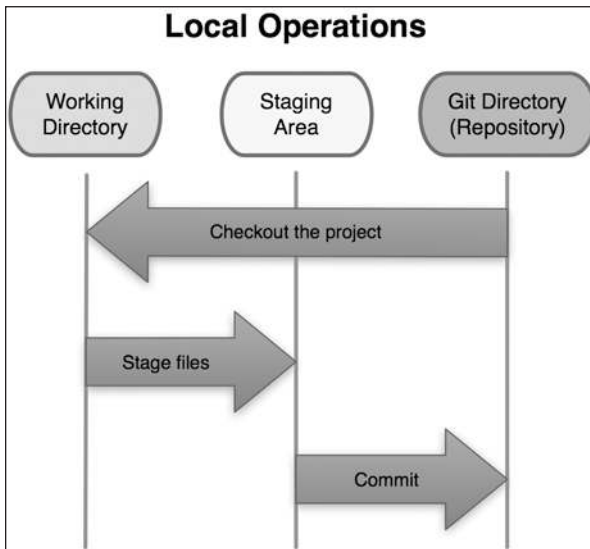 Local Operations
Working
Directory
Staging
Area
Git Directory
(Repository)
Checkout the project
Stage files
Commit